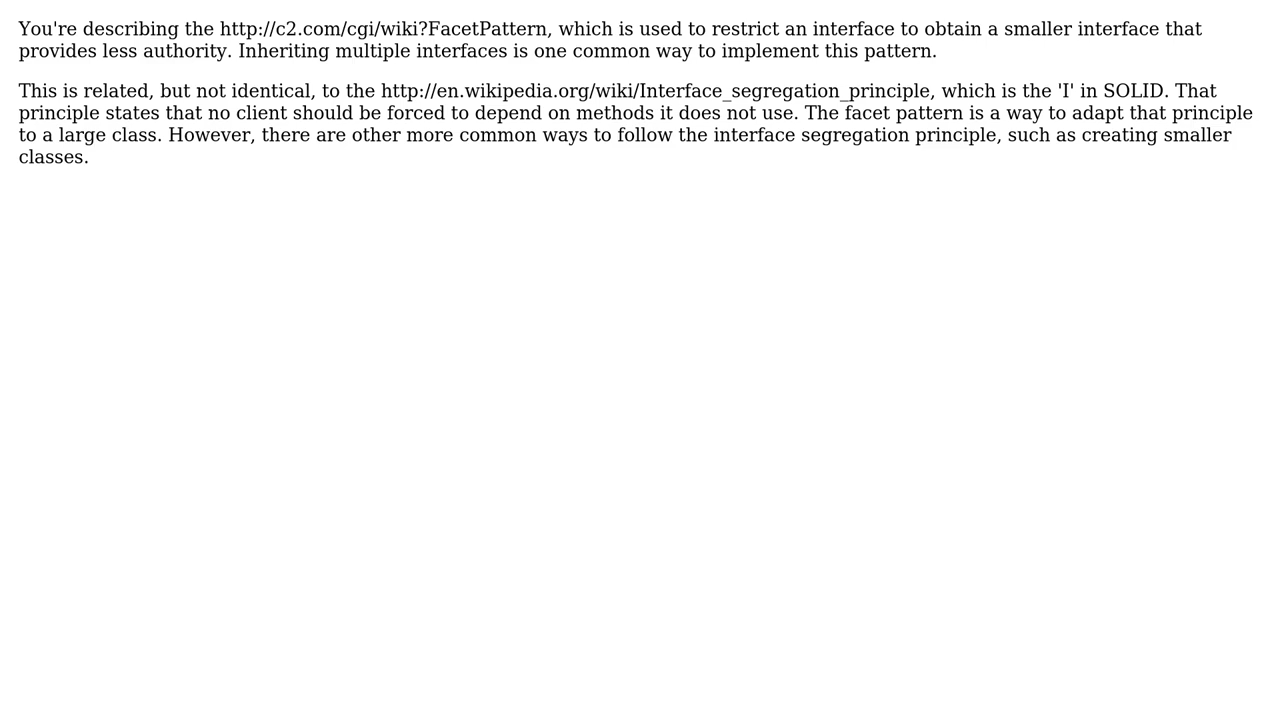 You're describing the http://c2.com/cgi/wiki?FacetPattern, which is used to restrict an interface to obtain a smaller interface that
provides less authority. Inheriting multiple interfaces is one common way to implement this pattern.
This is related, but not identical, to the http://en.wikipedia.org/wiki/Interface_segregation_principle, which is the 'I' in SOLID. That
principle states that no client should be forced to depend on methods it does not use. The facet pattern is a way to adapt that principle
to a large class. However, there are other more common ways to follow the interface segregation principle, such as creating smaller
classes.